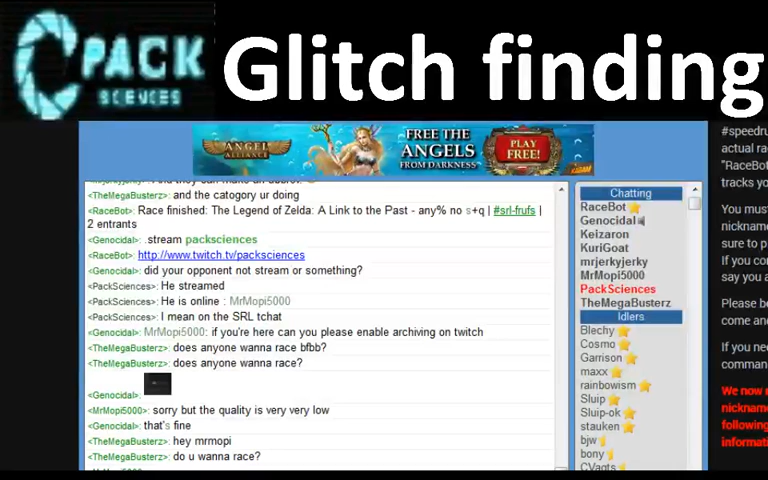 PACK
SCIENCES
Glitch finding
ANGEL
ALLIANCE
FREE THE
ANGELS
FROM DARKNESS
PLAY
FREE!
and the catogory ur doing
<TheMegaBusterz>:
<RaceBot>: Race finished: The Legend of Zelda: A Link to the Past - any% no s+q | #srl-frufs |
2 entrants
<Genocidal>: .stream packsciences
<RaceBot>: http://www.twitch.tv/packsciences
<Genocidal>: did your opponent not stream or something?
<PackSciences>: He streamed
<PackSciences>: He is online : MrMopi5000
<PackSciences>: I mean on the SRL tchat
<Genocidal>: MrMopi5000: if you're here can you please enable archiving on twitch
<TheMegaBusterz>: does anyone wanna race bfbb?
<TheMegaBusterz>: does anyone wanna race?
<Genocidal>:
<MrMopi5000>: sorry but the quality is very very low
<Genocidal>: that's fine
<TheMegaBusterz>: hey mrmopi
<TheMegaBusterz>: do u wanna race?
Chatting
RaceBot
Genocidal
Keizaron
KuriGoat
mrjerkyjerky
MrMopi5000
PackSciences
TheMegaBusterz
Idlers
Blechy
Cosmo
Garrison
maxx
rainbowism
Sluip
Sluip-ok
stauken
bjw
bony
CVagts
#speedru
actual rac
"RaceBot
tracks yo
You must
nickname
sure to p
If you cor
say you a
Please be
come and
If you nee
comman
We now r
nickname
following
informati